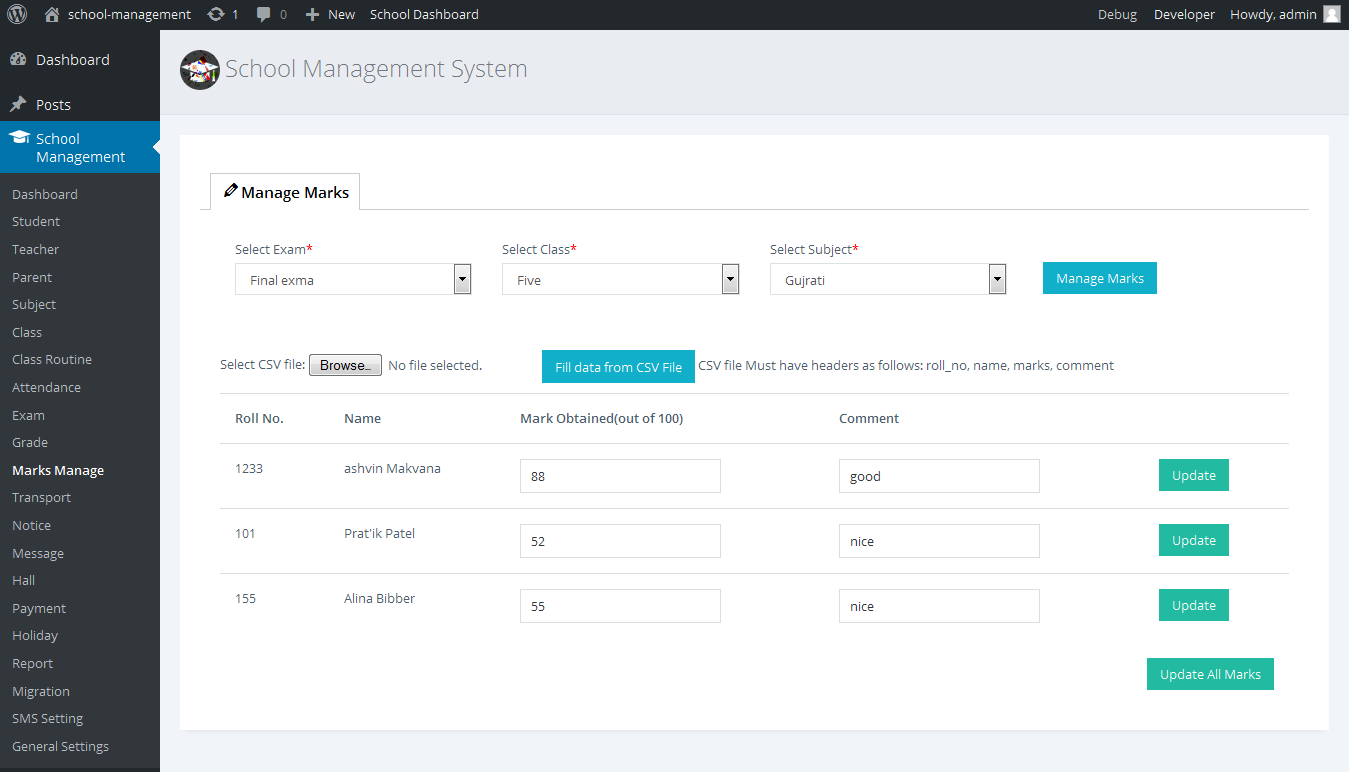 school-management 1 0 New School Dashboard Debug Developer Howdy, admin
Dashboard
Posts
School
Management
Dashboard
Student
Teacher
Parent
Subject
Class
Class Routine
Attendance
Exam
Grade
Marks Manage
Transport
Notice
Message
Hall
Payment
Holiday
Report
Migration
SMS Setting
General Settings
School Management System
Manage Marks
Select Exam* Select Class* Select Subject*
Final exma Five Gujrati Manage Marks
Select CSV file: Browse… No file selected. Fill data from CSV File CSV file Must have headers as follows: roll_no, name, marks, comment
Roll No. Name Mark Obtained(out of 100) Comment
1233 ashvin Makvana 88 good Update
101 Prat'ik Patel 52 nice Update
155 Alina Bibber 55 nice Update
Update All Marks